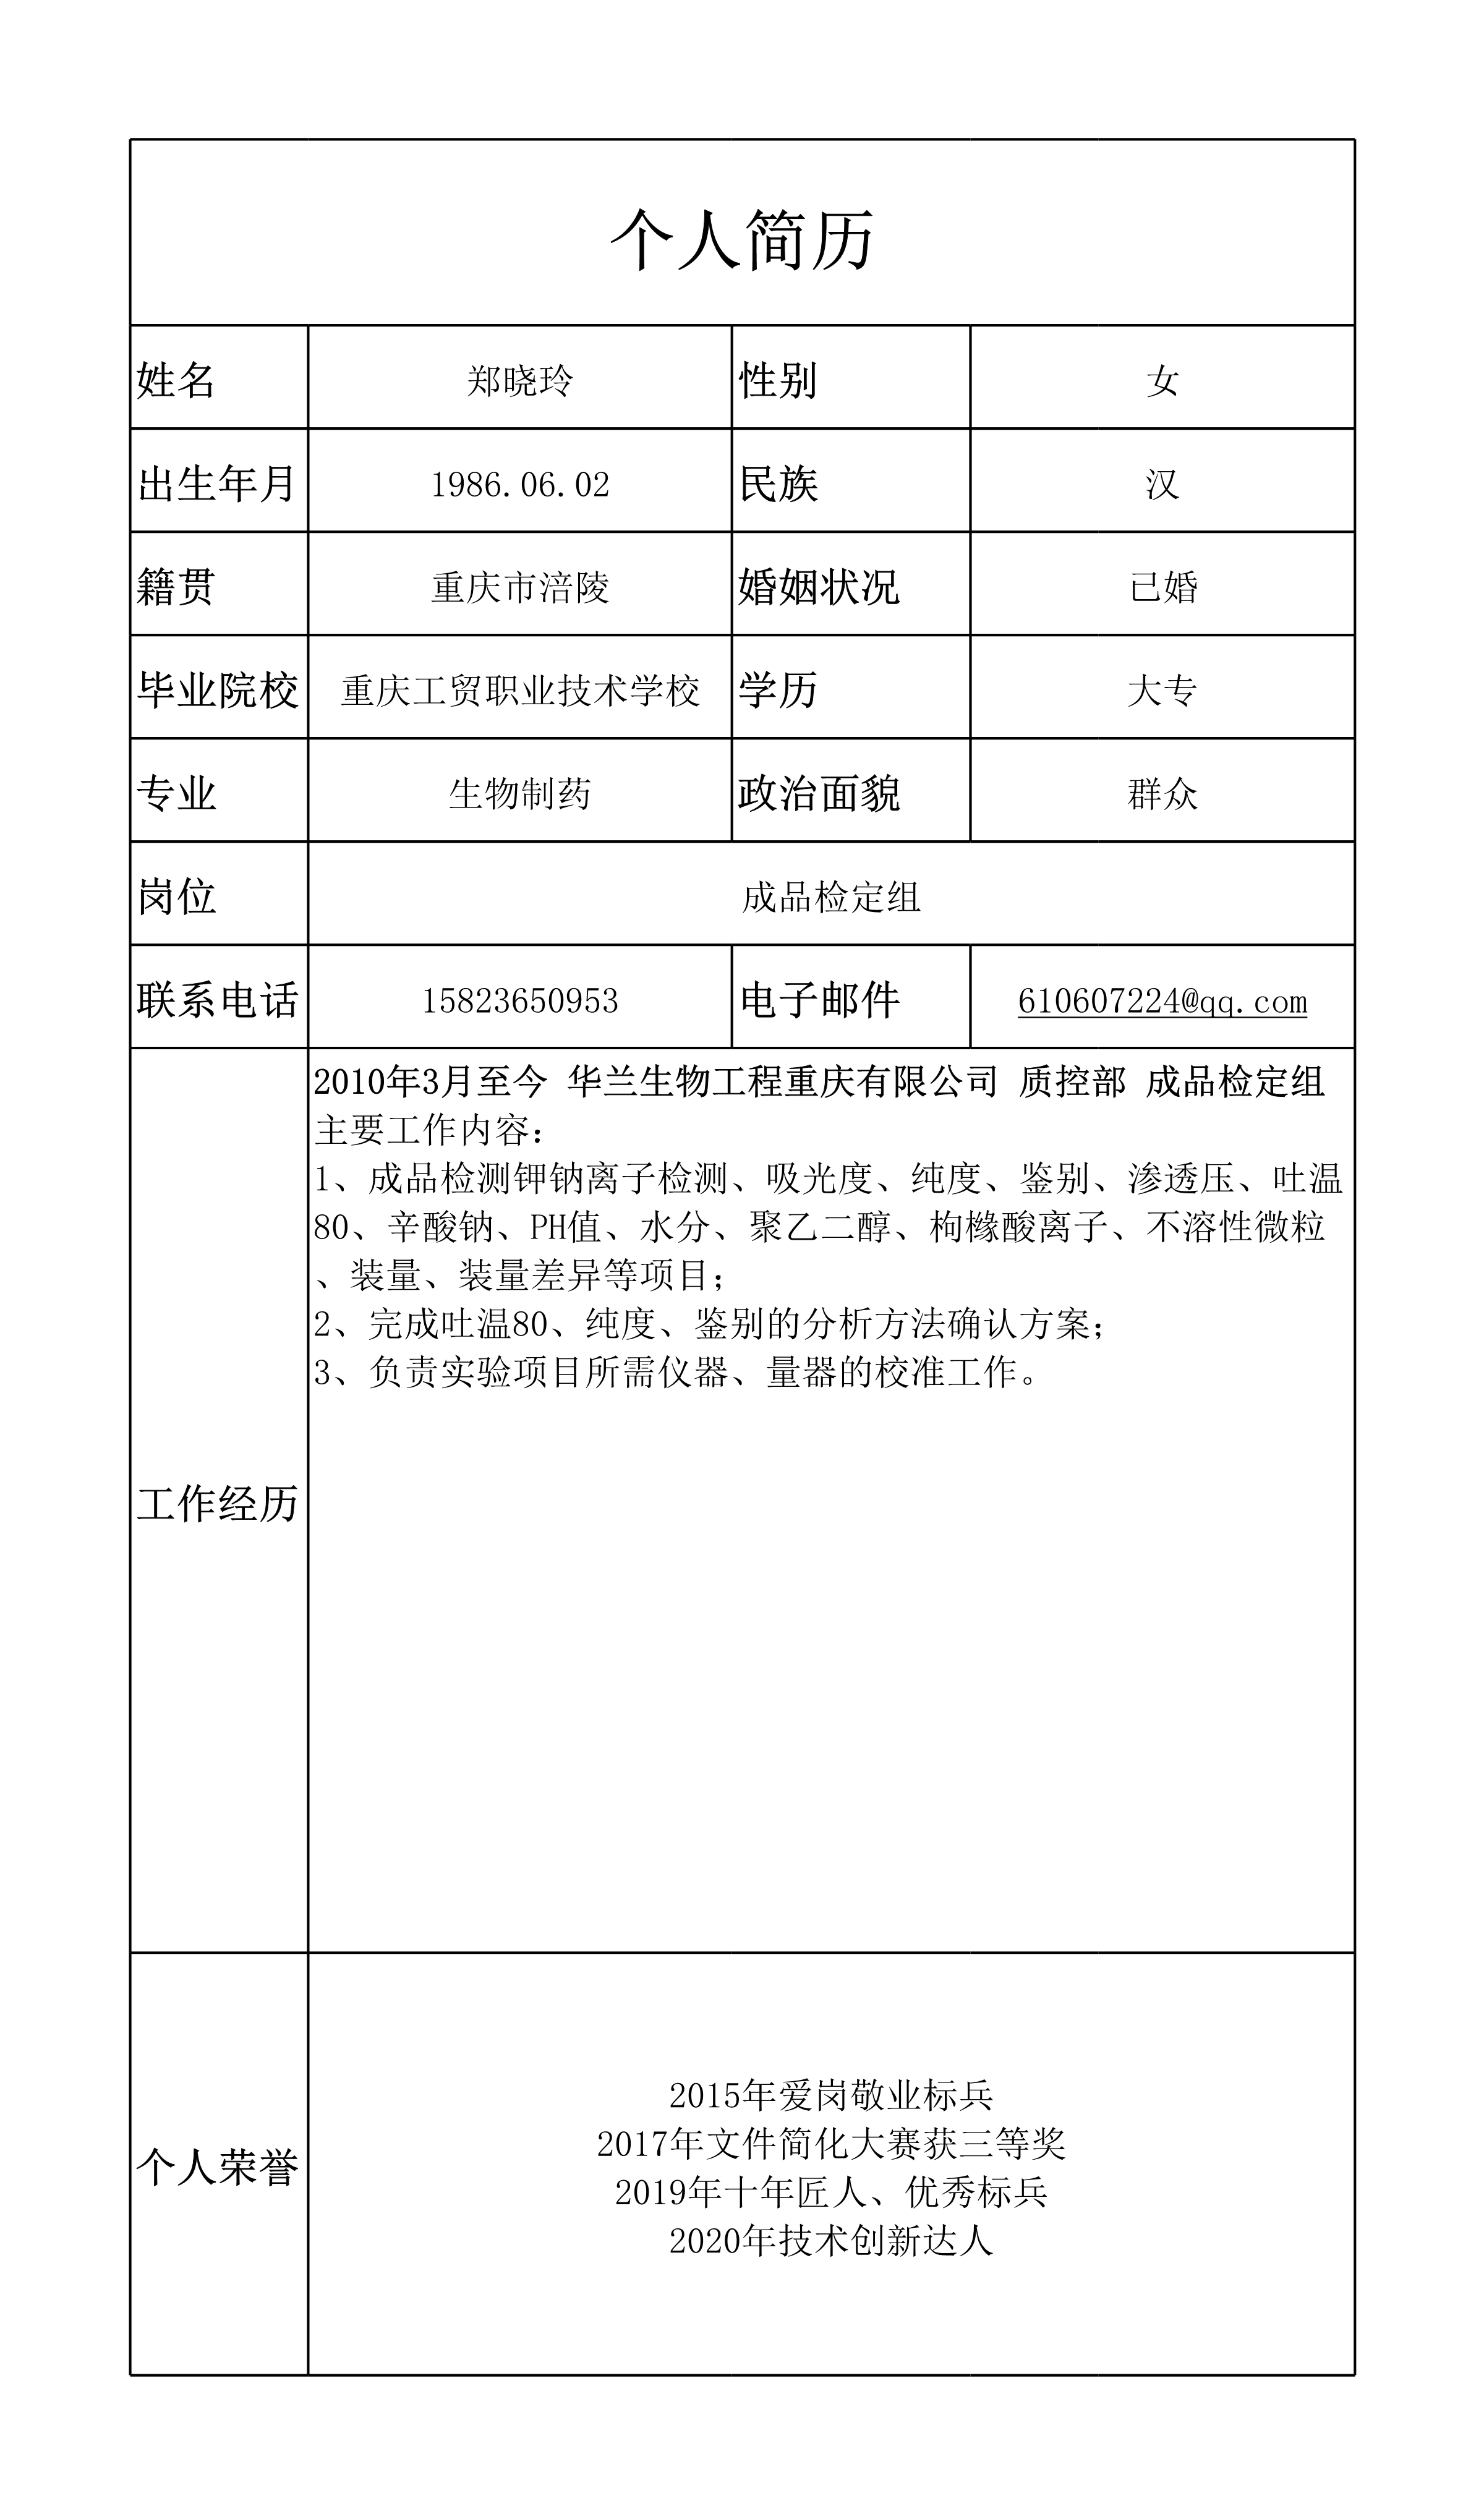 个人简历
姓名 郑晓玲 性别 女
出生年月 1986.06.02 民族 汉
籍贯 重庆市涪陵 婚姻状况 已婚
毕业院校 重庆工贸职业技术学校 学历 大专
专业 生物制药 政治面貌 群众
岗位 成品检定组
联系电话 15823650953 电子邮件 610607224@qq.com
工作经历
2010年3月至今 华兰生物工程重庆有限公司 质控部 成品检定组
主要工作内容：
1、成品检测钾钠离子检测、吸光度、纯度、鉴别、渗透压、吐温
80、辛酸钠、PH值、水分、聚乙二醇、枸橼酸离子、不溶性微粒
、装量、装量差异等项目；
2、完成吐温80、纯度、鉴别的分析方法确认方案；
3、负责实验项目所需仪器、量器的校准工作。
个人荣誉
2015年爱岗敬业标兵
2017年文件简化大赛获三等奖
2019年十年匠人、优秀标兵
2020年技术创新达人